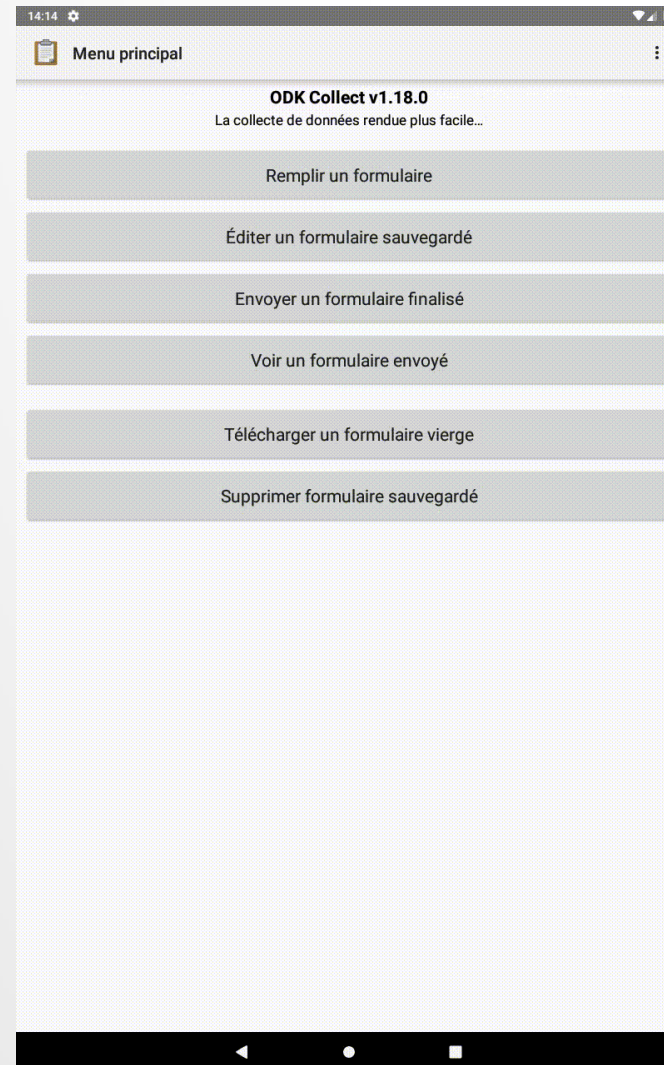 14:14
Menu principal
ODK Collect v1.18.0
La collecte de données rendue plus facile...
Remplir un formulaire
Éditer un formulaire sauvegardé
Envoyer un formulaire finalisé
Voir un formulaire envoyé
Télécharger un formulaire vierge
Supprimer formulaire sauvegardé